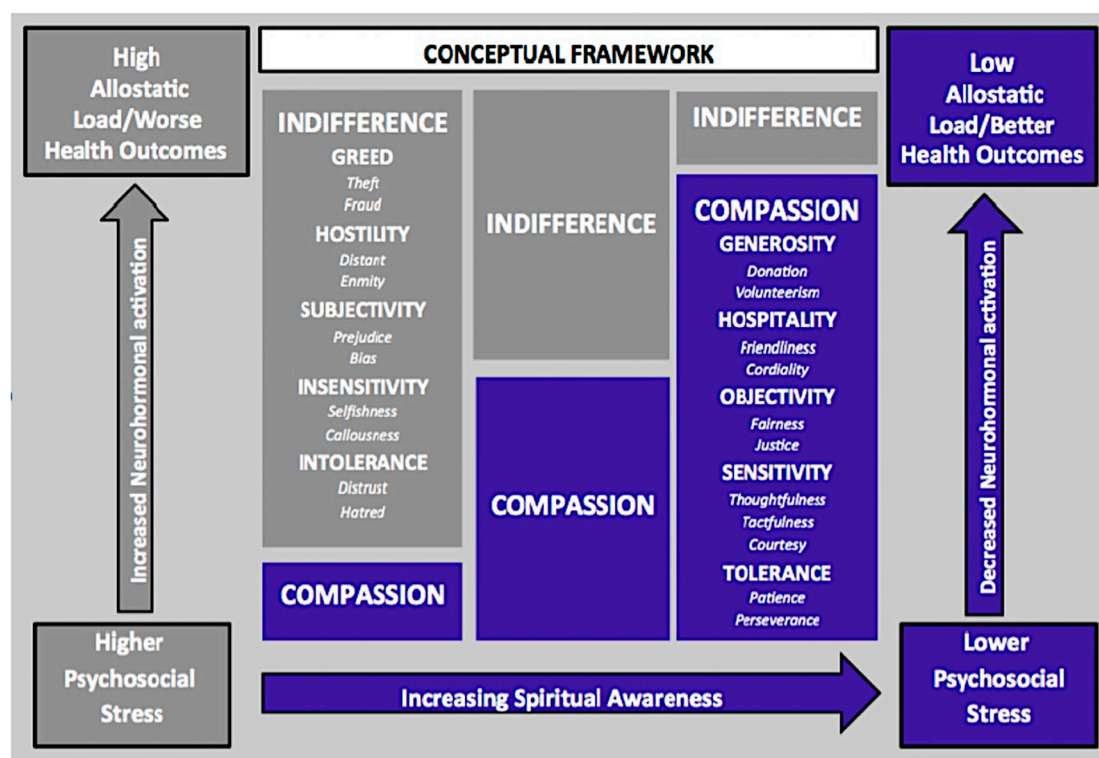 CONCEPTUAL FRAMEWORK
High
Allostatic
Load/Worse
Health Outcomes
Increased Neurohormonal activation
Higher
Psychosocial
Stress
INDIFFERENCE
GREED
Theft
Fraud
HOSTILITY
Distant
Enmity
SUBJECTIVITY
Prejudice
Bias
INSENSITIVITY
Selfishness
Callousness
INTOLERANCE
Distrust
Hatred
COMPASSION
INDIFFERENCE
COMPASSION
INDIFFERENCE
COMPASSION
GENEROSITY
Donation
Volunteerism
HOSPITALITY
Friendliness
Cordiality
OBJECTIVITY
Fairness
Justice
SENSITIVITY
Thoughtfulness
Tactfulness
Courtesy
TOLERANCE
Patience
Perseverance
Increasing Spiritual Awareness
Low
Allostatic
Load/Better
Health Outcomes
Decreased Neurohormonal activation
Lower
Psychosocial
Stress